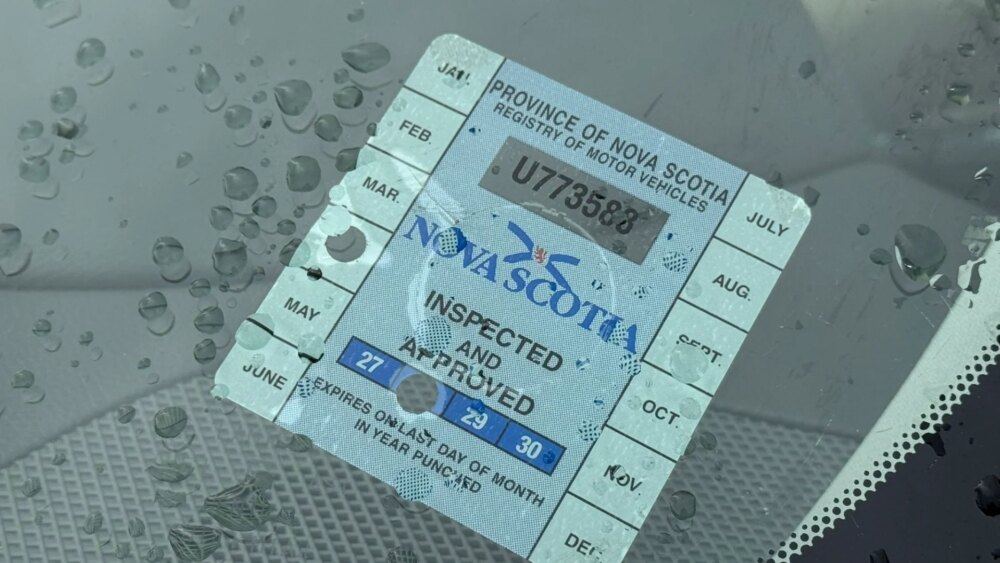 PROVINCE OF NOVA SCOTIA
REGISTRY OF MOTOR VEHICLES
U773583
NOVA SCOTIA
INSPECTED
AND
APPROVED
27 29 30
EXPIRES ON LAST DAY OF MONTH
IN YEAR PUNCHED
JAN.
FEB.
MAR.
MAY
JUNE
JULY
AUG.
SEPT.
OCT.
NOV.
DEC.